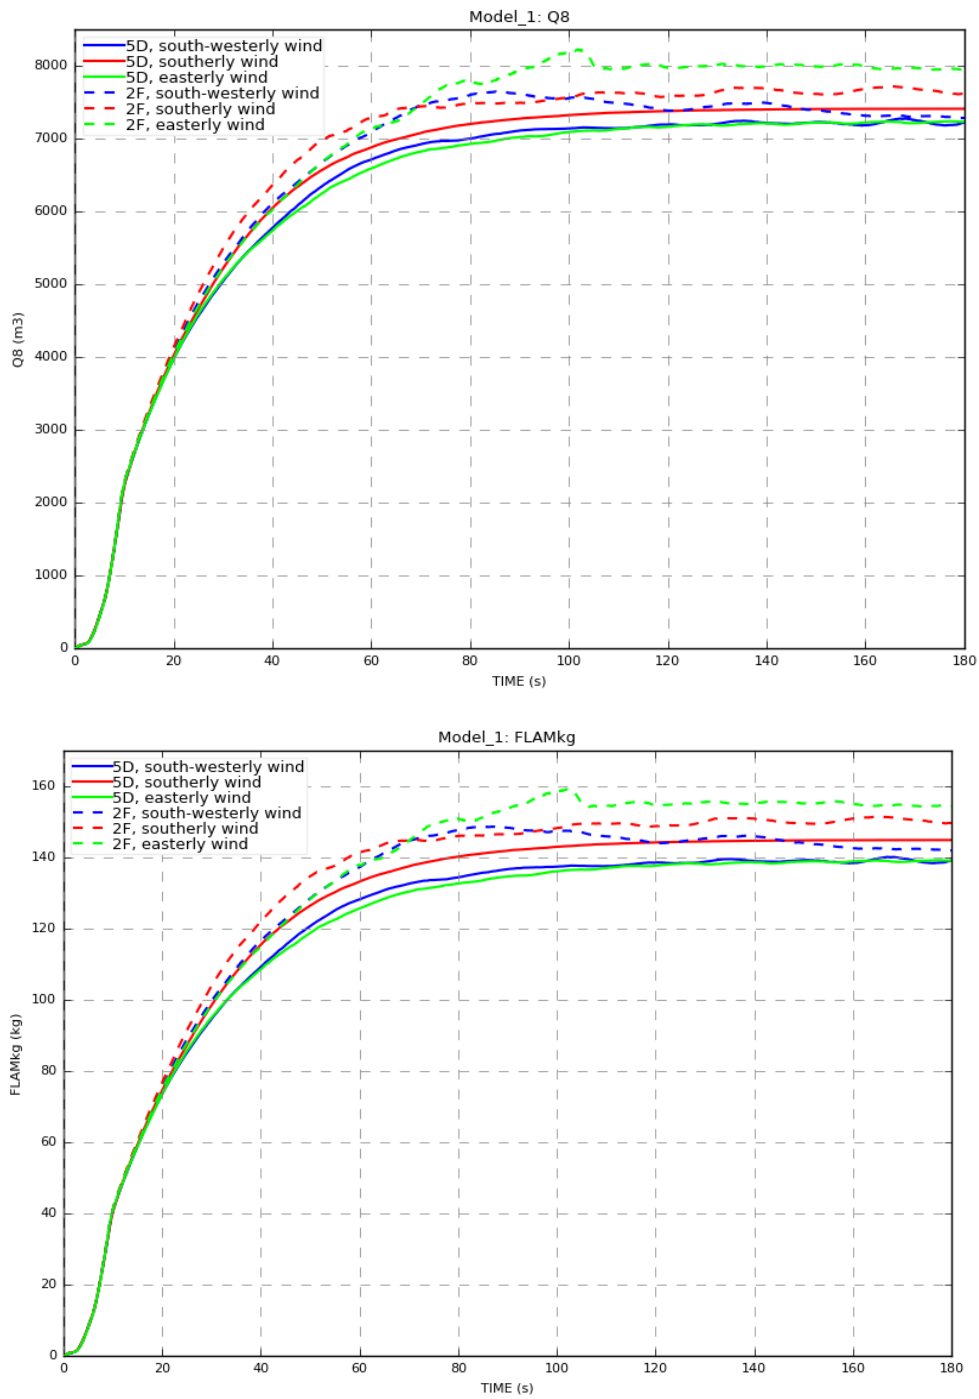 Model_1: Q8
5D, south-westerly wind
5D, southerly wind
5D, easterly wind
2F, south-westerly wind
2F, southerly wind
2F, easterly wind
8000
7000
6000
5000
4000
3000
2000
1000
0
Q8 (m3)
0 20 40 60 80 100 120 140 160 180
TIME (s)
Model_1: FLAMkg
5D, south-westerly wind
5D, southerly wind
5D, easterly wind
2F, south-westerly wind
2F, southerly wind
2F, easterly wind
160
140
120
100
80
60
40
20
0
FLAMkg (kg)
0 20 40 60 80 100 120 140 160 180
TIME (s)